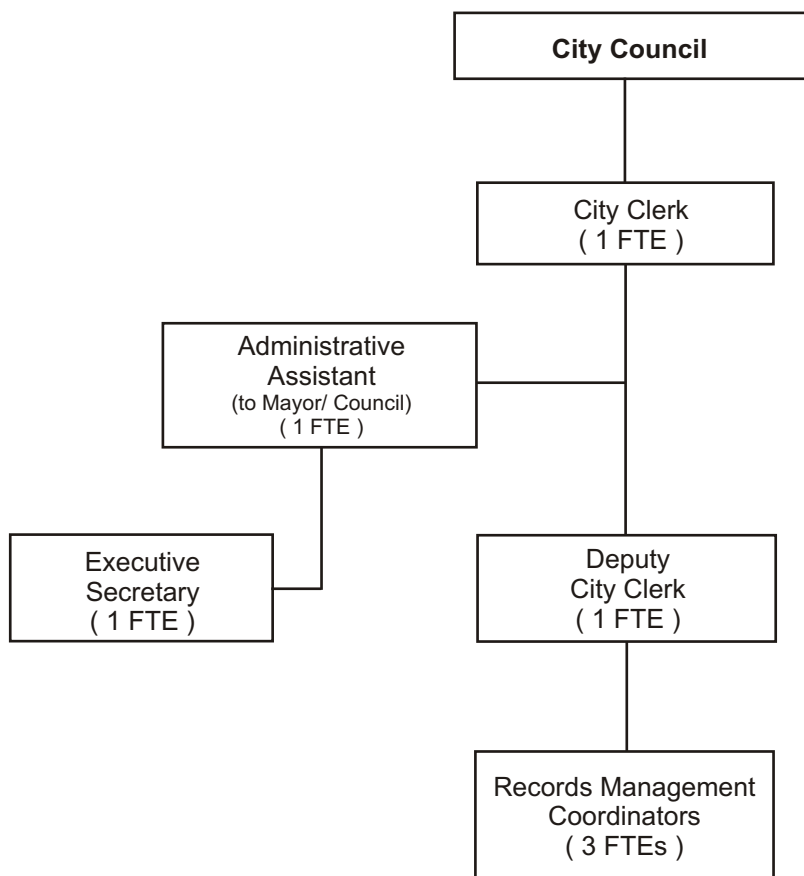 City Council
City Clerk
( 1 FTE )
Administrative
Assistant
(to Mayor/ Council)
( 1 FTE )
Executive
Secretary
( 1 FTE )
Deputy
City Clerk
( 1 FTE )
Records Management
Coordinators
( 3 FTEs )